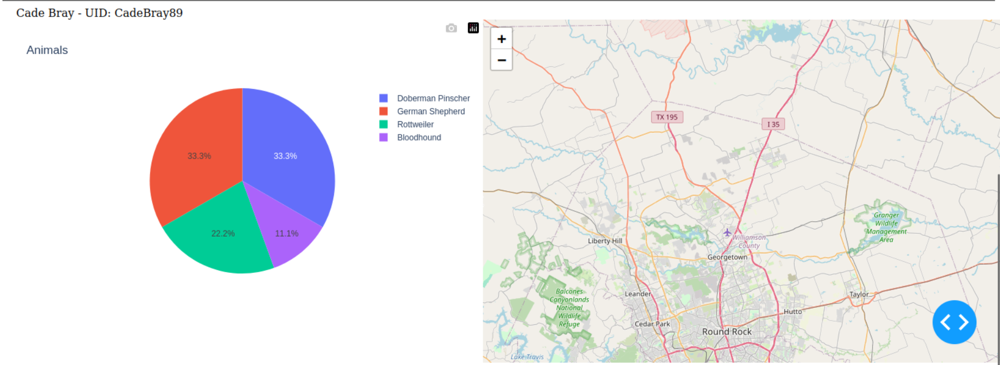 Cade Bray - UID: CadeBray89
Animals
Doberman Pinscher
German Shepherd
Rottweiler
Bloodhound
33.3%
33.3%
22.2%
11.1%
+
−
TX 195
I 35
Granger
Wildlife
Management
Area
Liberty Hill
Williamson
County
Georgetown
Balcones
Canyonlands
National
Wildlife
Refuge
Leander
Taylor
Hutto
Cedar Park
Round Rock
Lake Travis